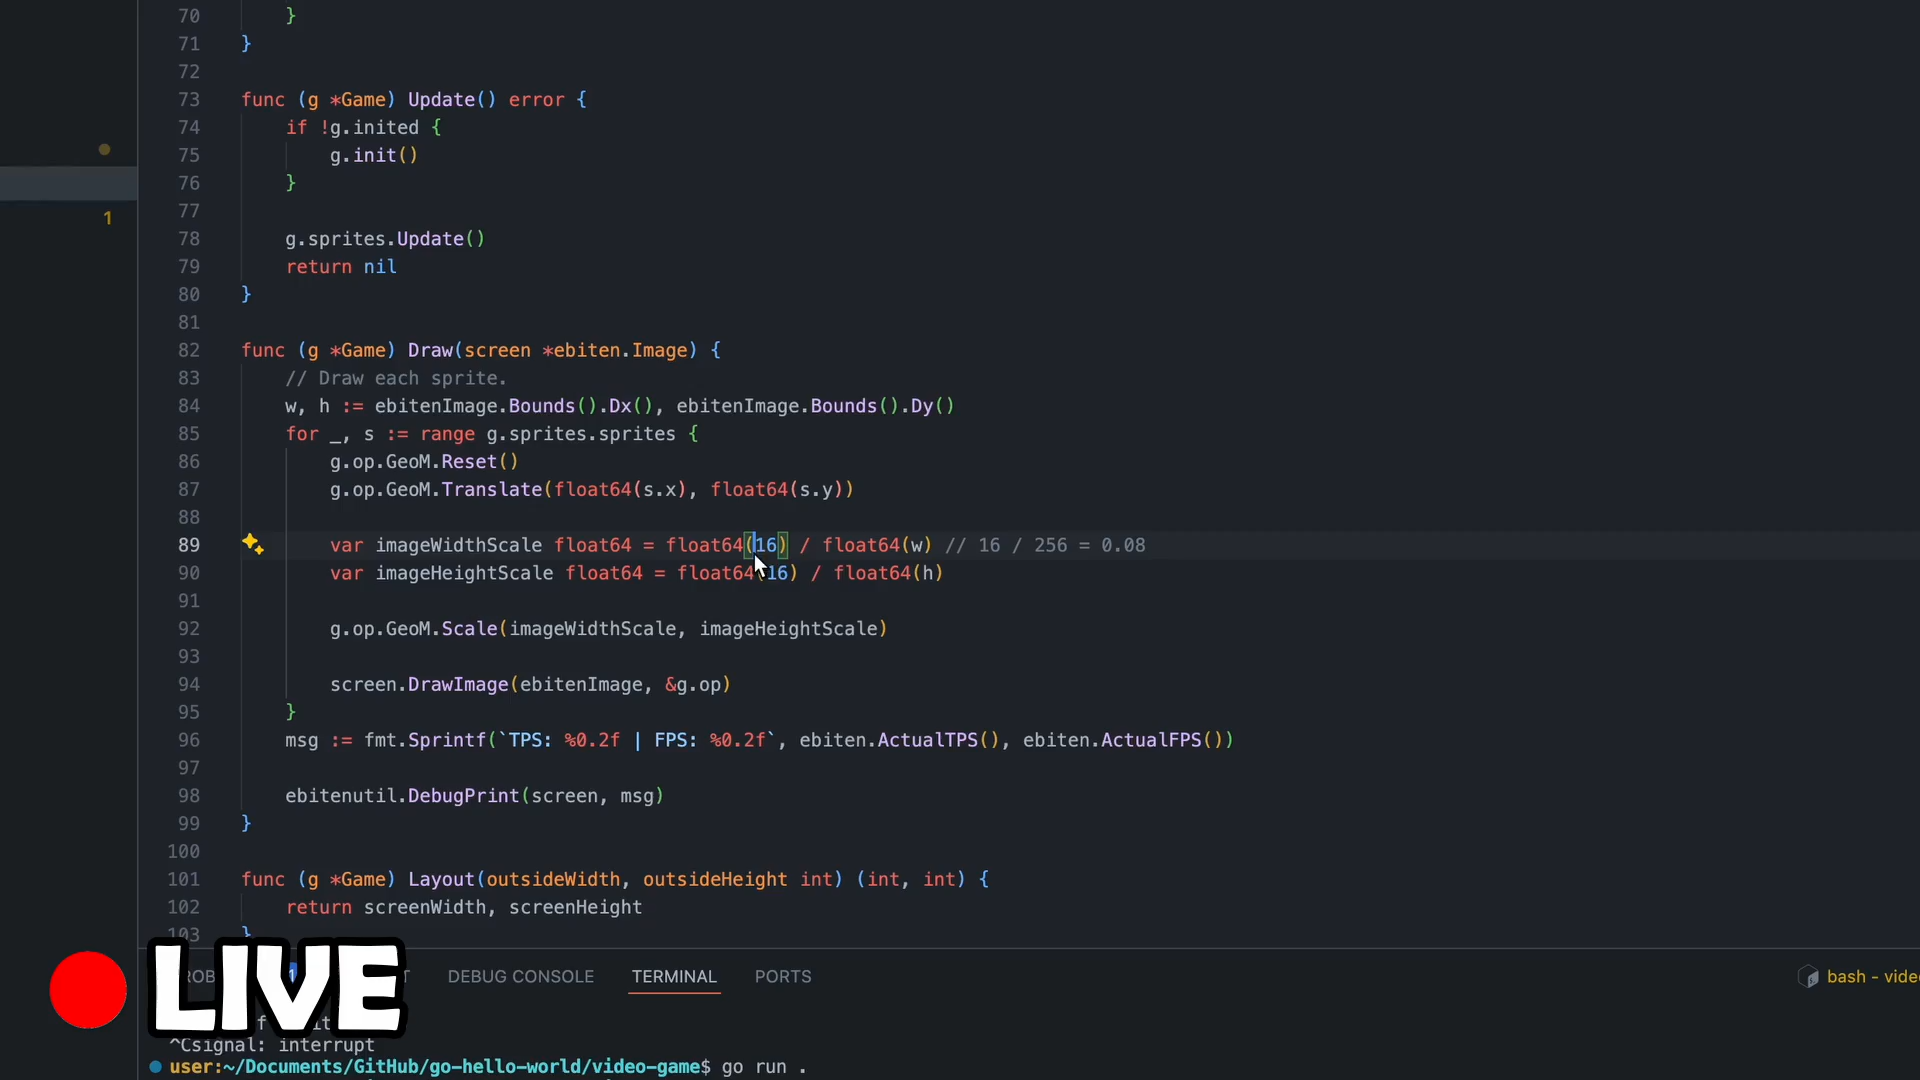 70 }
71 }
72
73 func (g *Game) Update() error {
74 if !g.inited {
75 g.init()
76 }
77
78 g.sprites.Update()
79 return nil
80 }
81
82 func (g *Game) Draw(screen *ebiten.Image) {
83 // Draw each sprite.
84 w, h := ebitenImage.Bounds().Dx(), ebitenImage.Bounds().Dy()
85 for _, s := range g.sprites.sprites {
86 g.op.GeoM.Reset()
87 g.op.GeoM.Translate(float64(s.x), float64(s.y))
88
1
89 var imageWidthScale float64 = float64(16) / float64(w) // 16 / 256 = 0.08
90 var imageHeightScale float64 = float64(16) / float64(h)
91
92 g.op.GeoM.Scale(imageWidthScale, imageHeightScale)
93
94 screen.DrawImage(ebitenImage, &g.op)
95 }
96 msg := fmt.Sprintf(`TPS: %0.2f | FPS: %0.2f`, ebiten.ActualTPS(), ebiten.ActualFPS())
97
98 ebitenutil.DebugPrint(screen, msg)
99 }
100
101 func (g *Game) Layout(outsideWidth, outsideHeight int) (int, int) {
102 return screenWidth, screenHeight
103 }
LIVE
DEBUG CONSOLE TERMINAL PORTS bash - vide
^Csignal: interrupt
user:~/Documents/GitHub/go-hello-world/video-game$ go run .